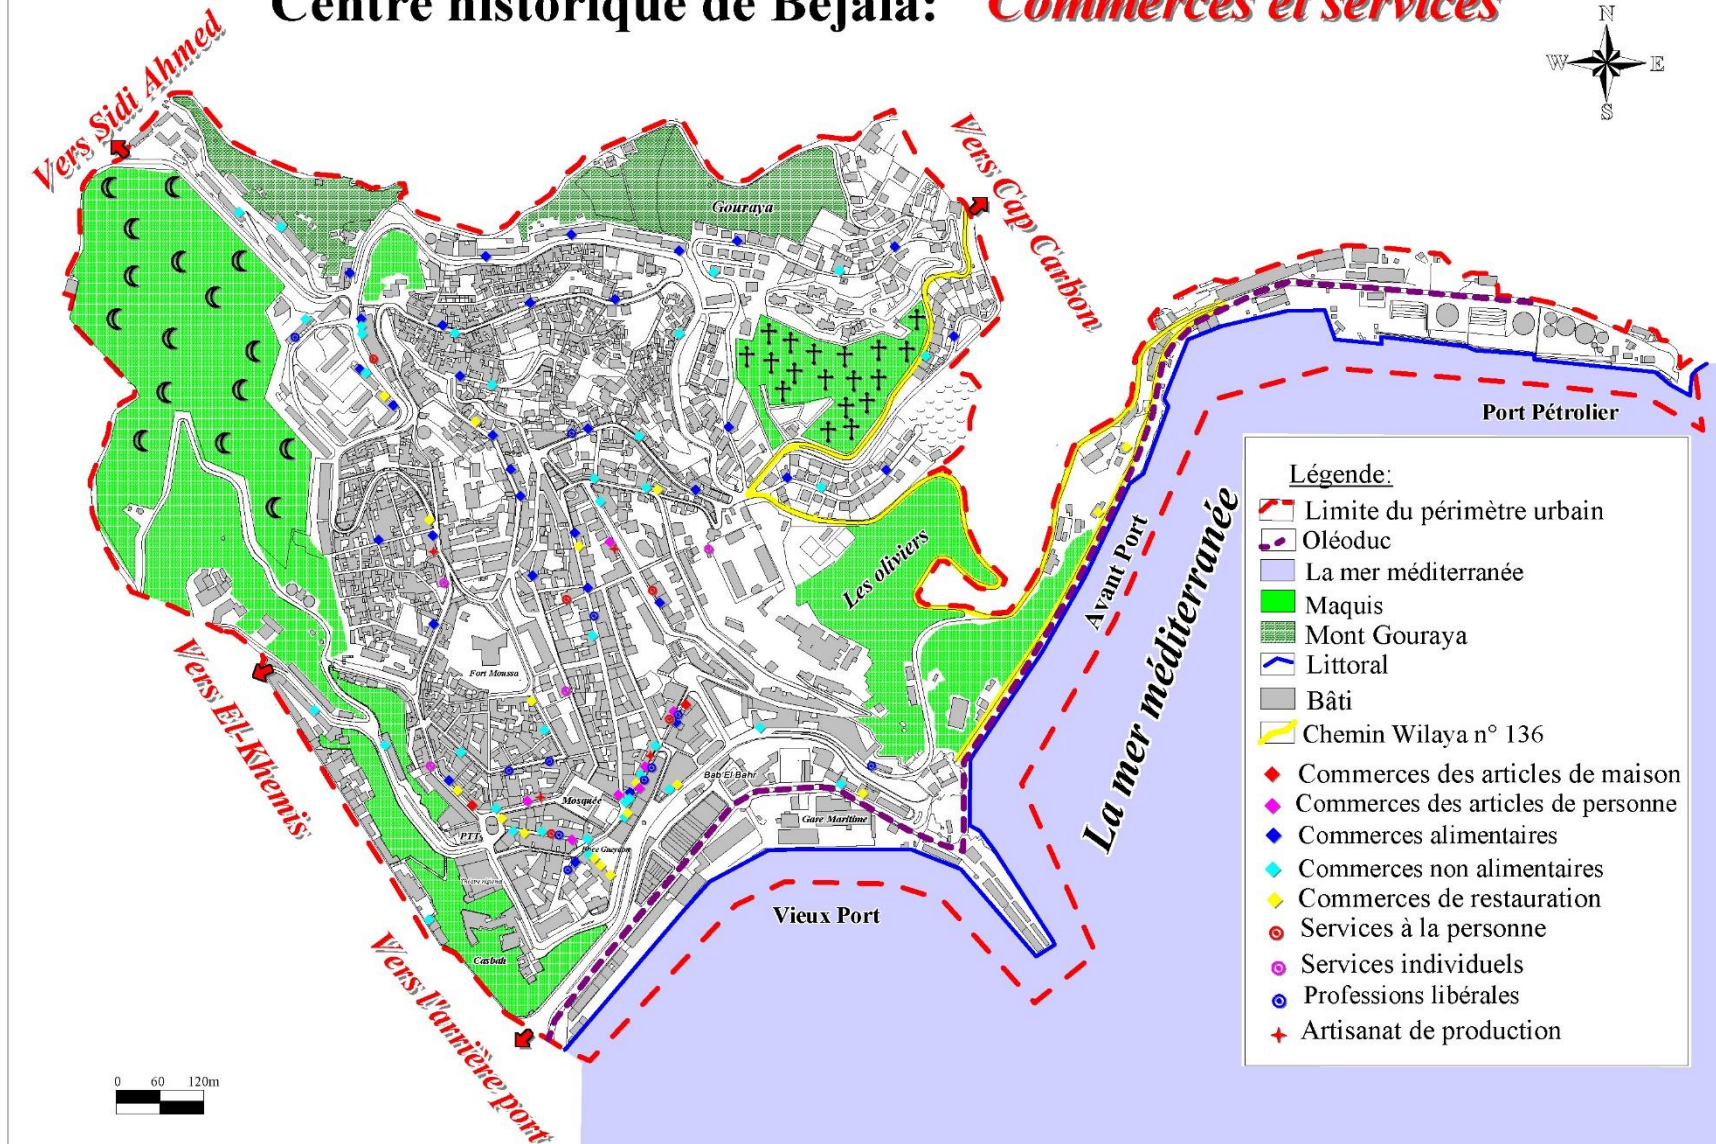 Centre historique de Bejaia: Commerces et services
N
W E
S
Vers Sidi Ahmed
Vers Cap Carbon
Gouraya
Port Pétrolier
Les oliviers
Avant Port
La mer méditerranée
Fort Moussa
Vers El-Khemis
Bab El Bahr
Mosquée
PTT
Gare Maritime
Vieux Port
Casbah
Vers l'arrière port
0 60 120m
Légende:
Limite du périmètre urbain
Oléoduc
La mer méditerranée
Maquis
Mont Gouraya
Littoral
Bâti
Chemin Wilaya n° 136
Commerces des articles de maison
Commerces des articles de personne
Commerces alimentaires
Commerces non alimentaires
Commerces de restauration
Services à la personne
Services individuels
Professions libérales
Artisanat de production